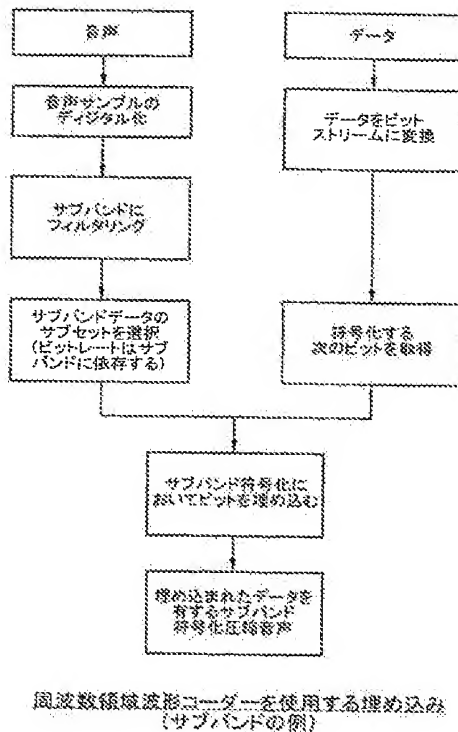 音声
データ
音声サンプルの
ディジタル化
データをビット
ストリームに変換
サブバンドに
フィルタリング
サブバンドデータの
サブセットを選択
(ビットレートはサブ
バンドに依存する)
符号化する
次のビットを取得
サブバンド符号化に
おいてビットを埋め込む
埋め込まれたデータを
有するサブバンド
符号化圧縮音声
周波数領域波形コーダーを使用する埋め込み
(サブバンドの例)